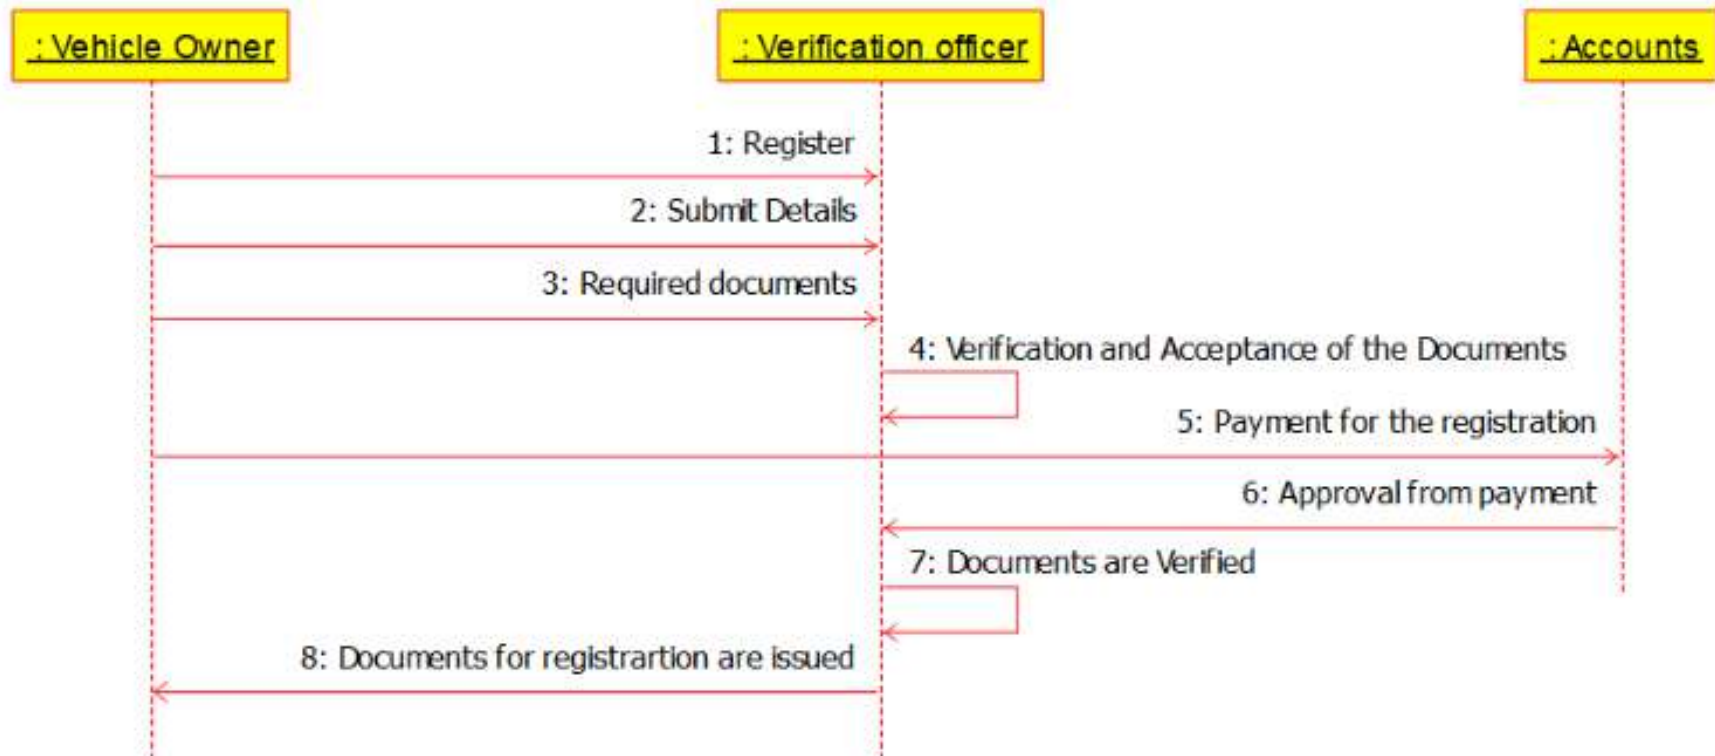 : Vehicle Owner
: Verification officer
: Accounts
1: Register
2: Submit Details
3: Required documents
4: Verification and Acceptance of the Documents
5: Payment for the registration
6: Approval from payment
7: Documents are Verified
8: Documents for registrartion are issued